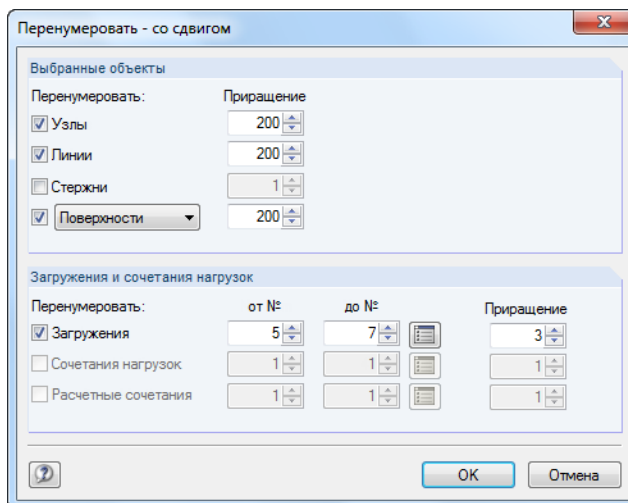 Перенумеровать - со сдвигом
Выбранные объекты
Перенумеровать: Приращение
Узлы 200
Линии 200
Стержни 1
Поверхности 200
Загружения и сочетания нагрузок
Перенумеровать: от № до № Приращение
Загружения 5 7 3
Сочетания нагрузок 1 1 1
Расчетные сочетания 1 1 1
OK Отмена